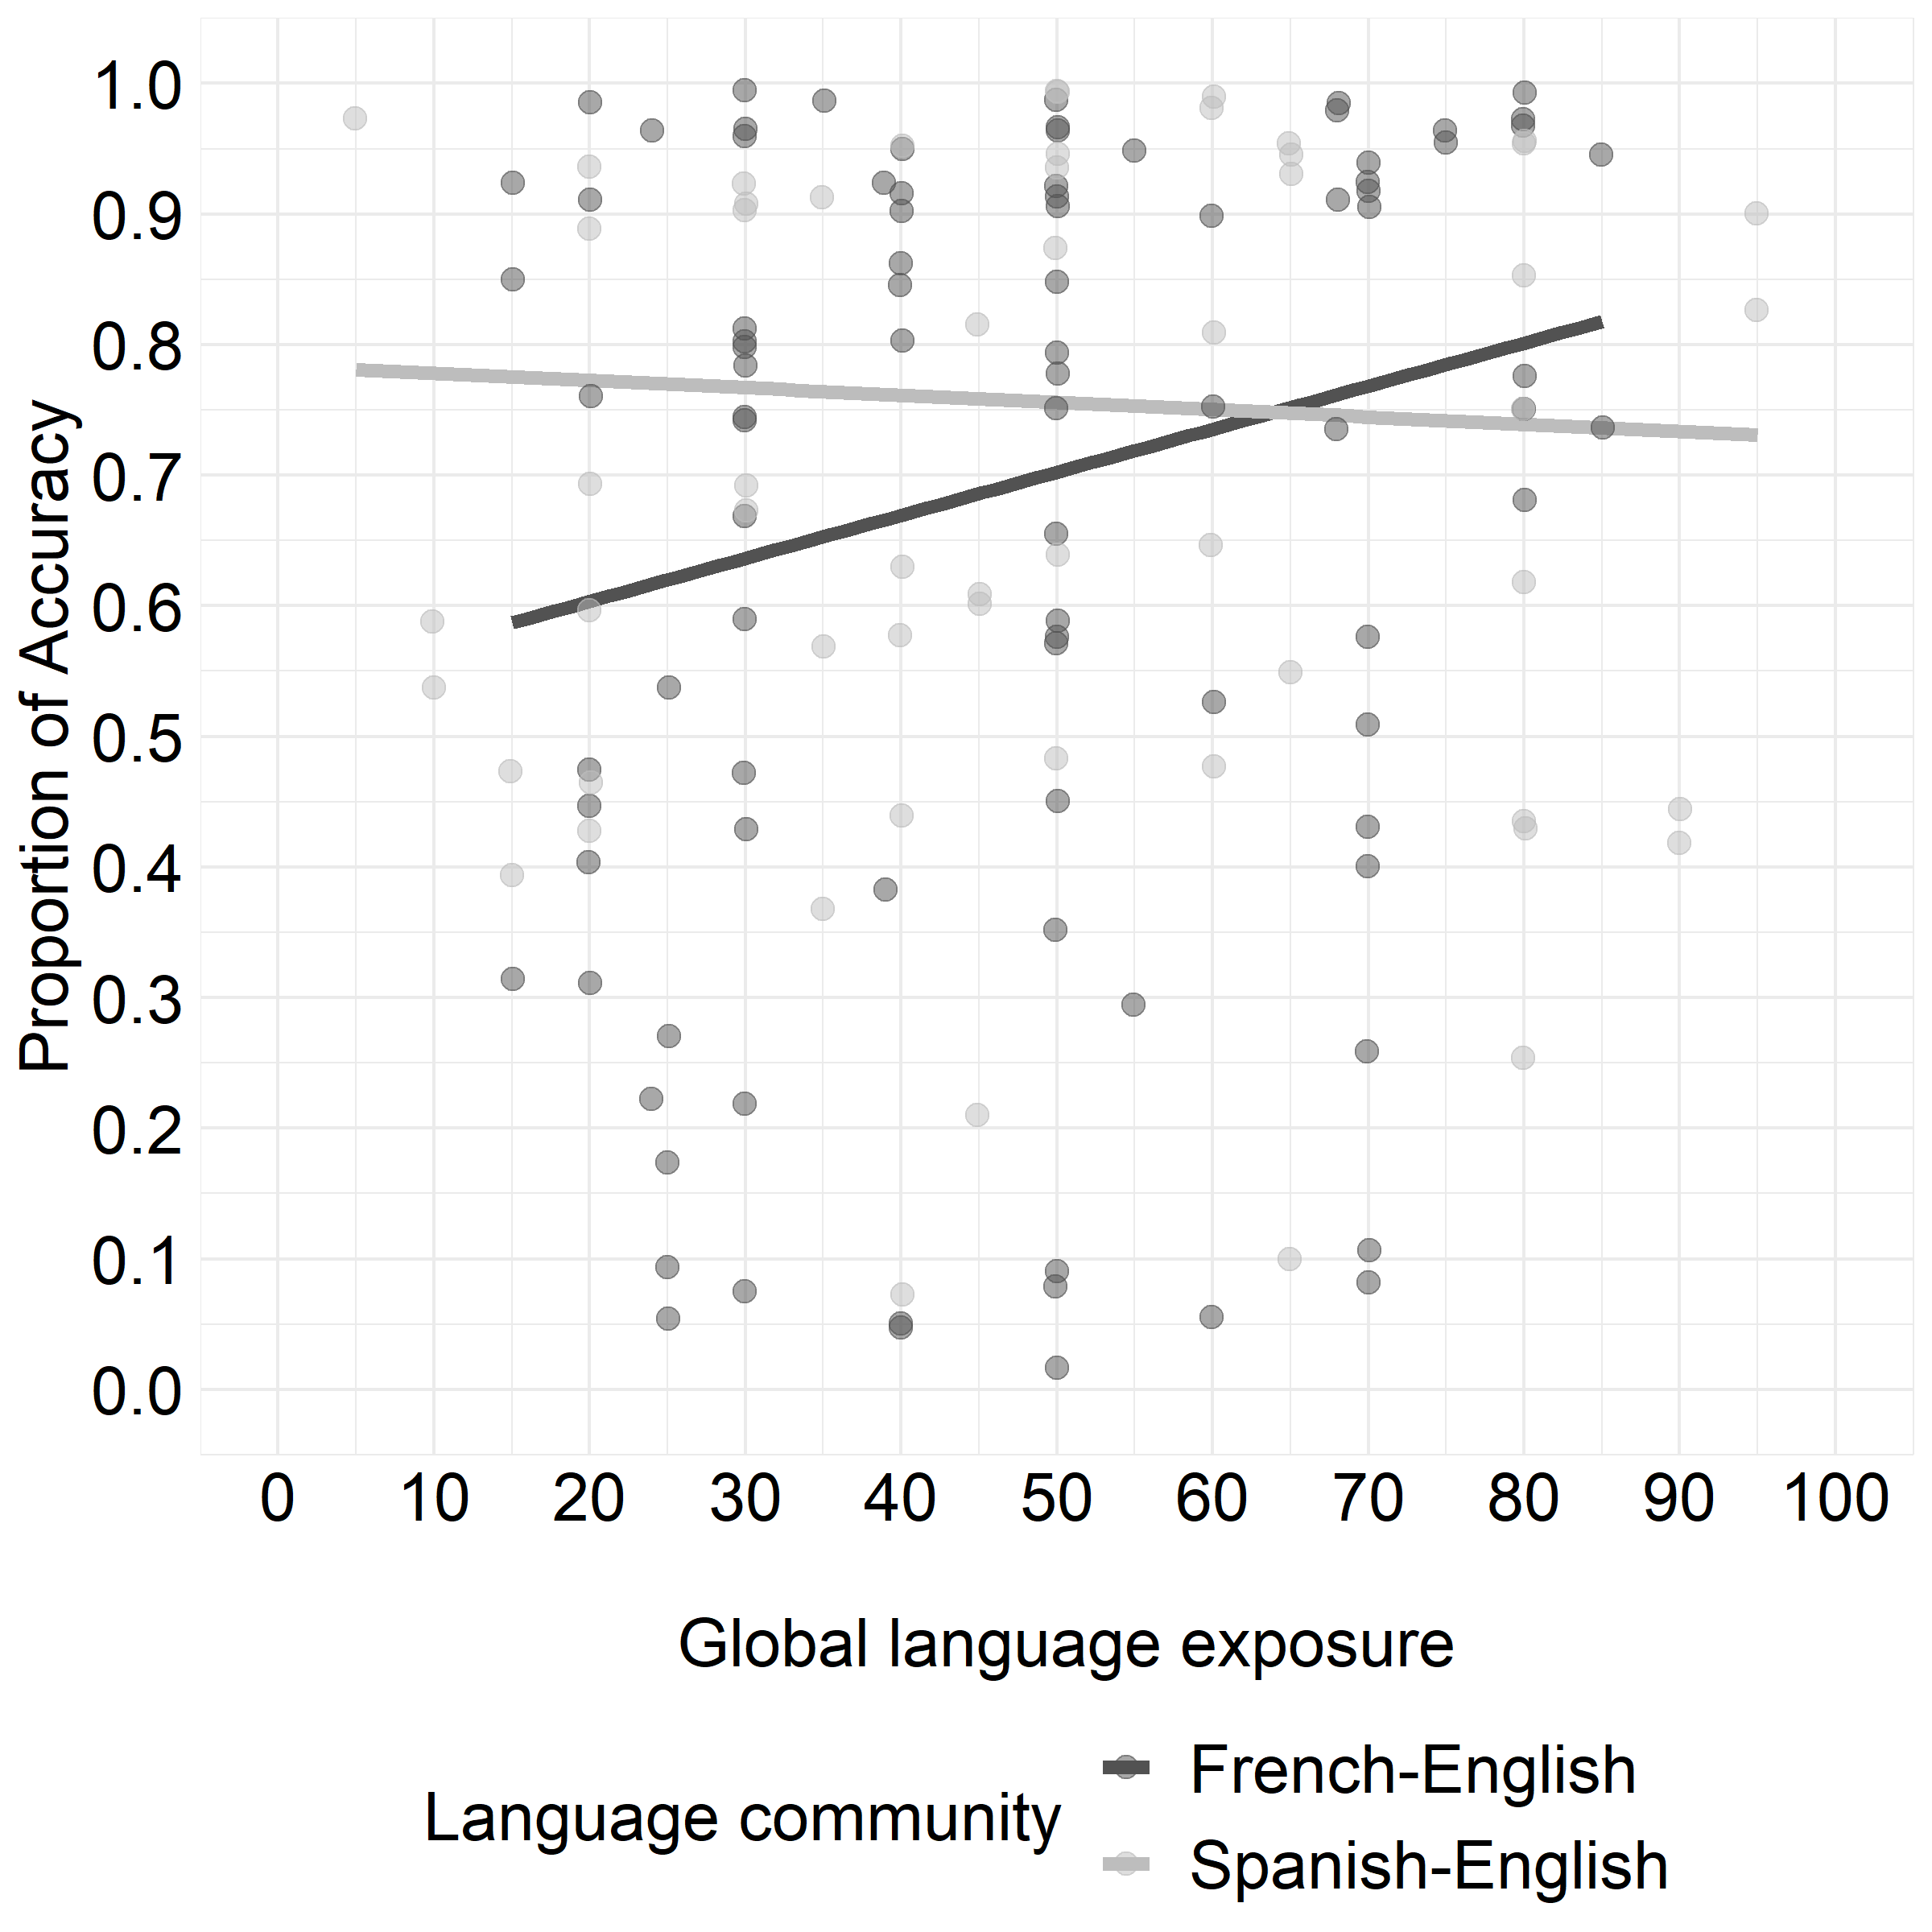 Proportion of Accuracy
1.0
0.9
0.8
0.7
0.6
0.5
0.4
0.3
0.2
0.1
0.0
0 10 20 30 40 50 60 70 80 90 100
Global language exposure
Language community
French-English
Spanish-English